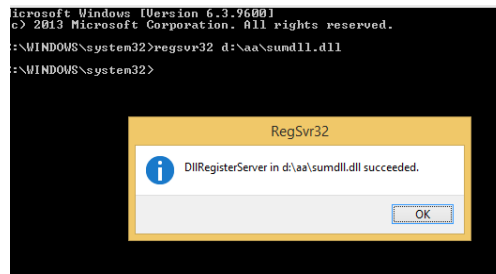 icrosoft Windows [Version 6.3.9600]
c) 2013 Microsoft Corporation. All rights reserved.
:\WINDOWS\system32>regsvr32 d:\aa\sumdll.dll
:\WINDOWS\system32>
RegSvr32
DllRegisterServer in d:\aa\sumdll.dll succeeded.
OK